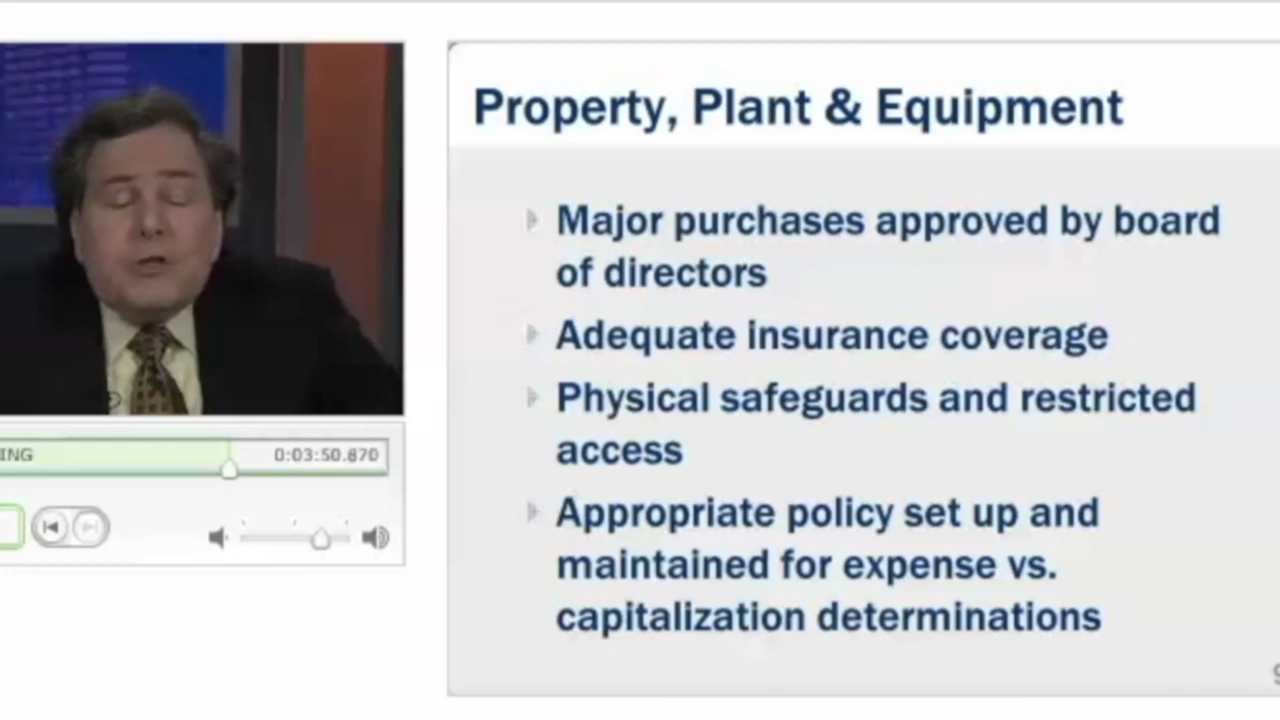 Property, Plant & Equipment
Major purchases approved by board
of directors
Adequate insurance coverage
Physical safeguards and restricted
access
Appropriate policy set up and
maintained for expense vs.
capitalization determinations
ING
0:03:50.870
9